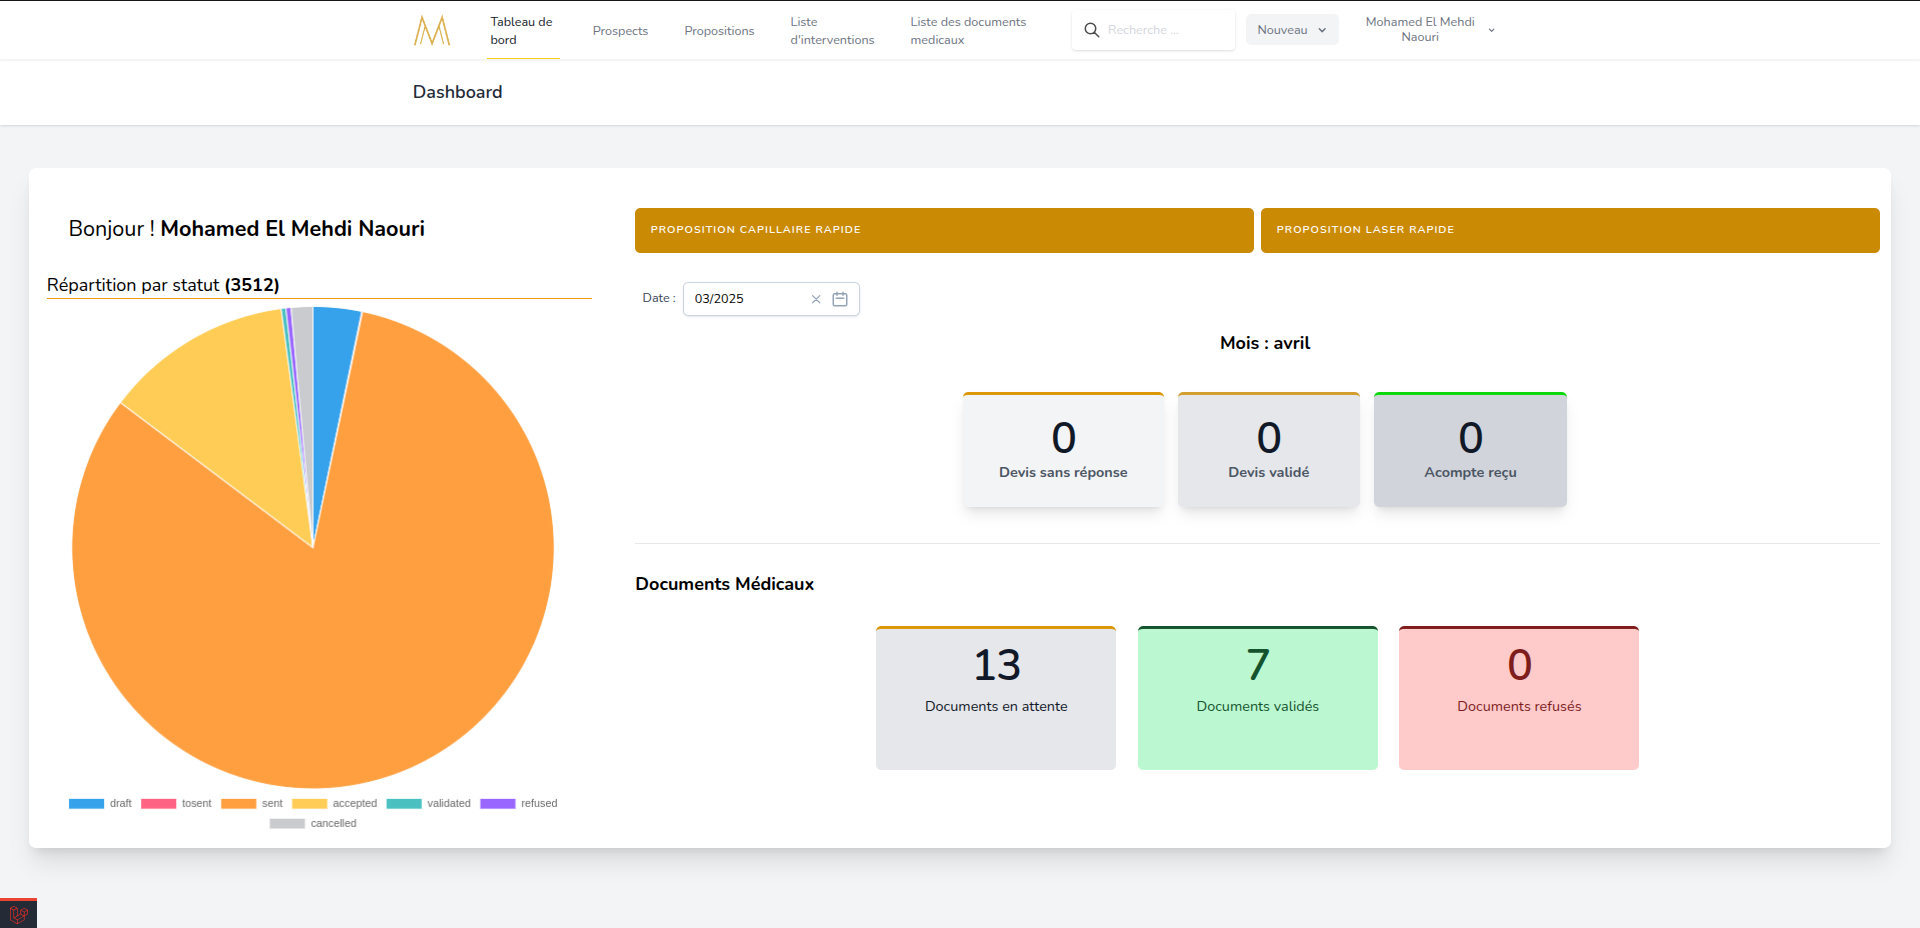 Tableau de
bord
Prospects
Propositions
Liste
d'interventions
Liste des documents
medicaux
Recherche ...
Nouveau
Mohamed El Mehdi
Naouri
Dashboard
Bonjour ! Mohamed El Mehdi Naouri
Répartition par statut (3512)
draft
tosent
sent
accepted
validated
refused
cancelled
PROPOSITION CAPILLAIRE RAPIDE
PROPOSITION LASER RAPIDE
Date :
03/2025
Mois : avril
0
Devis sans réponse
0
Devis validé
0
Acompte reçu
Documents Médicaux
13
Documents en attente
7
Documents validés
0
Documents refusés